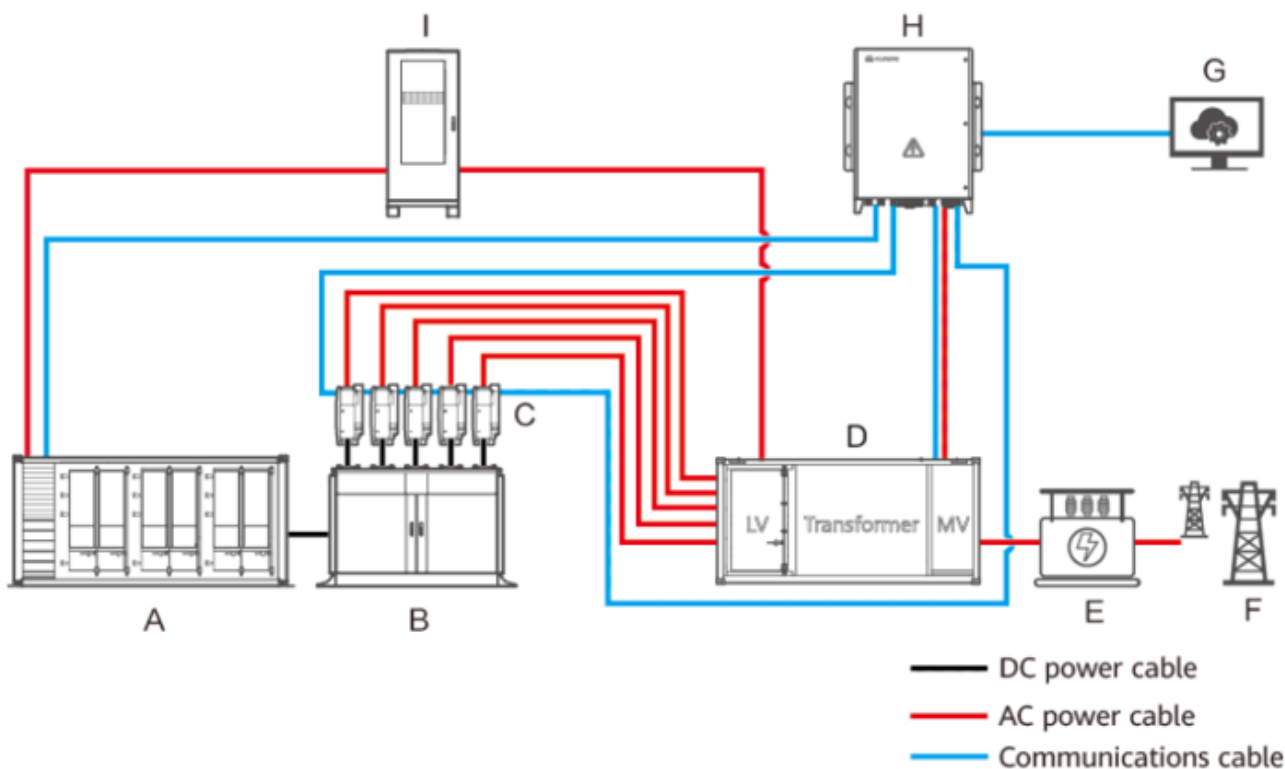 I
H
G
C
D
LV
Transformer
MV
A
B
E
F
DC power cable
AC power cable
Communications cable